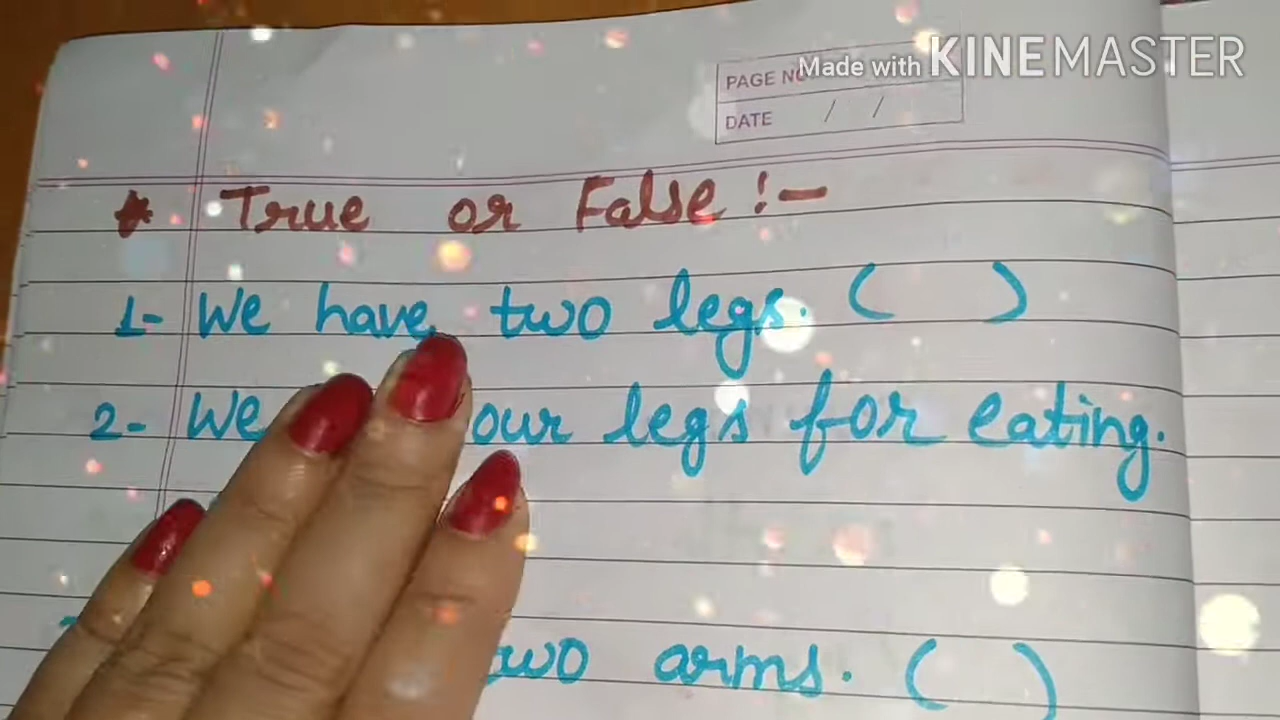 Made with KINEMASTER
PAGE NO
DATE / /
* True or False :-
1- We have two legs. ( )
2- We our legs for eating.
two arms. ( )